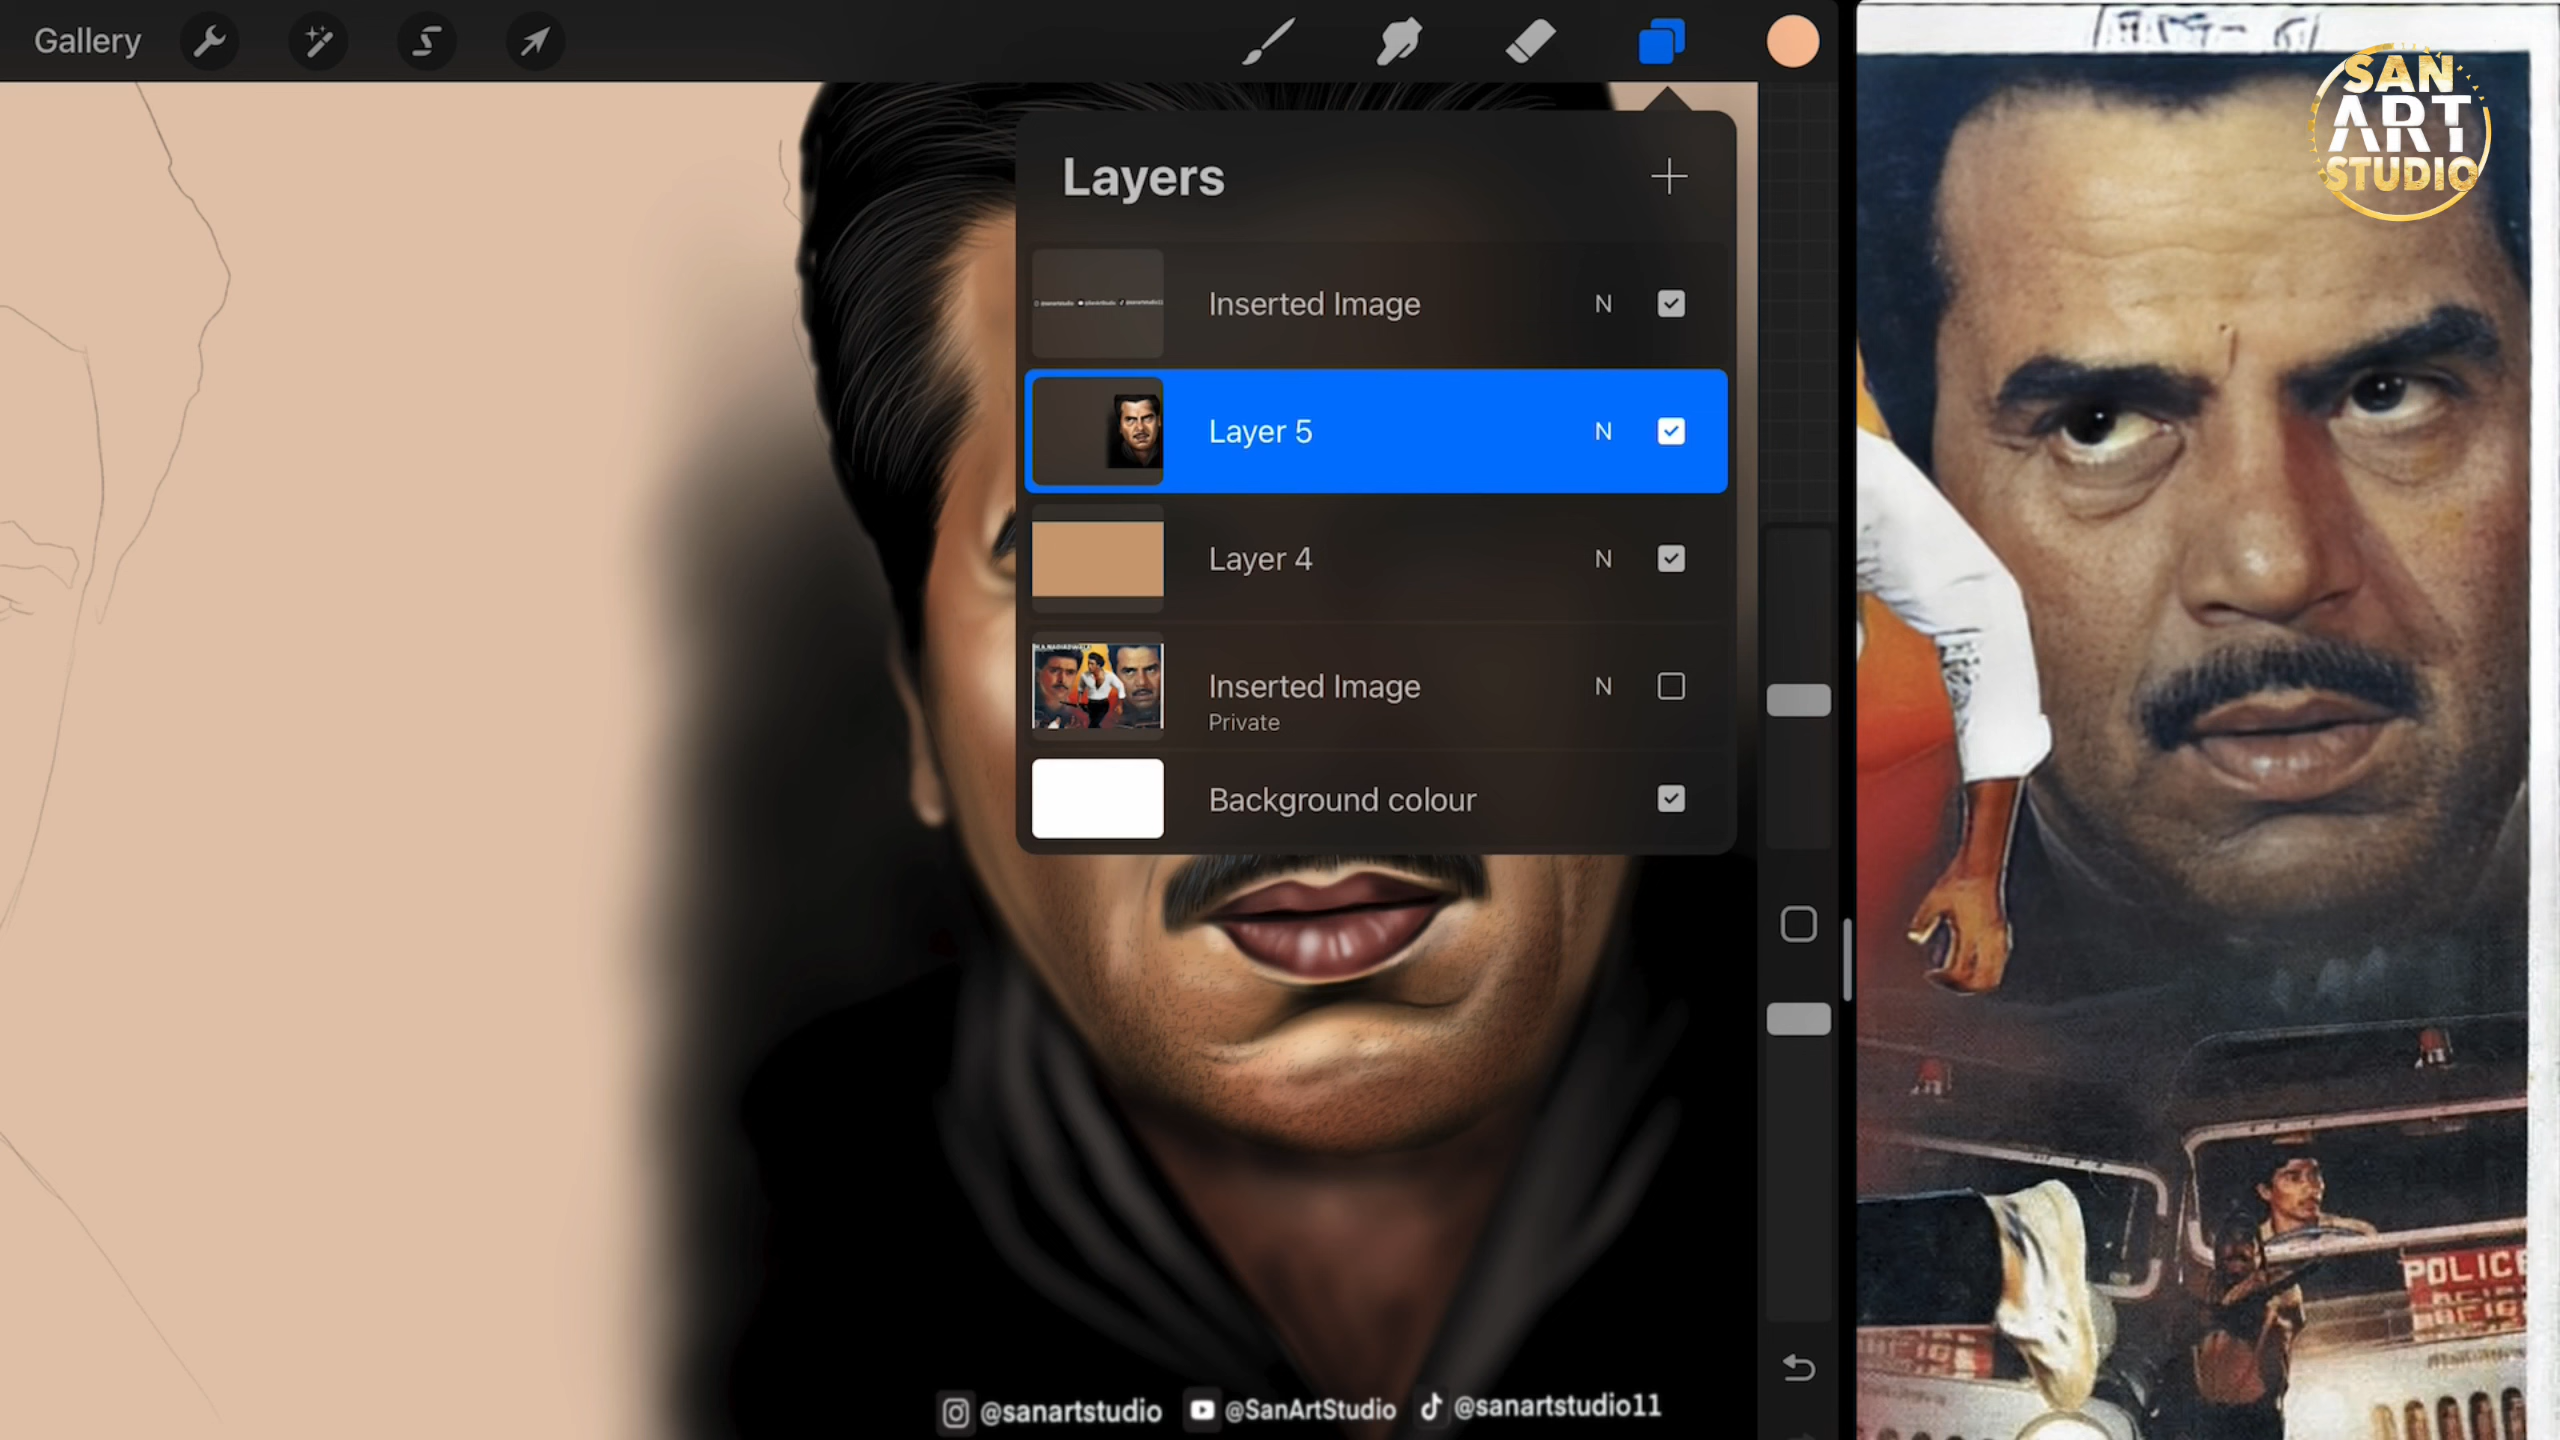 Gallery
Layers
Inserted Image N
Layer 5 N
Layer 4 N
Inserted Image N
Private
Background colour
@sanartstudio @SanArtStudio @sanartstudio11
SAN
ART
STUDIO
POLICE